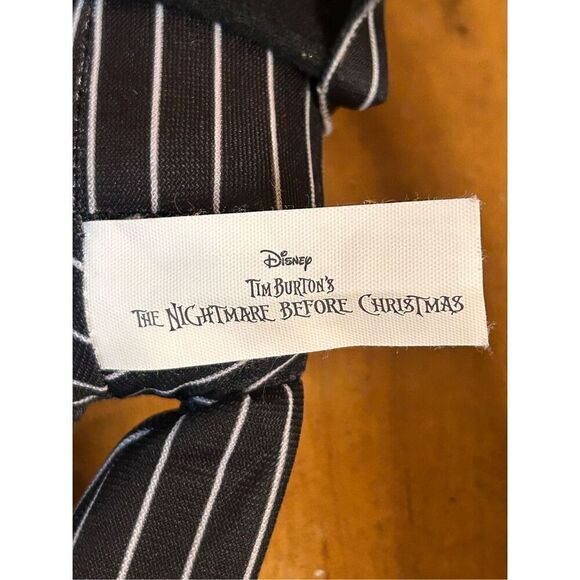 Disney
TIM BURTON'S
THE NIGHTMARE BEFORE CHRISTMAS